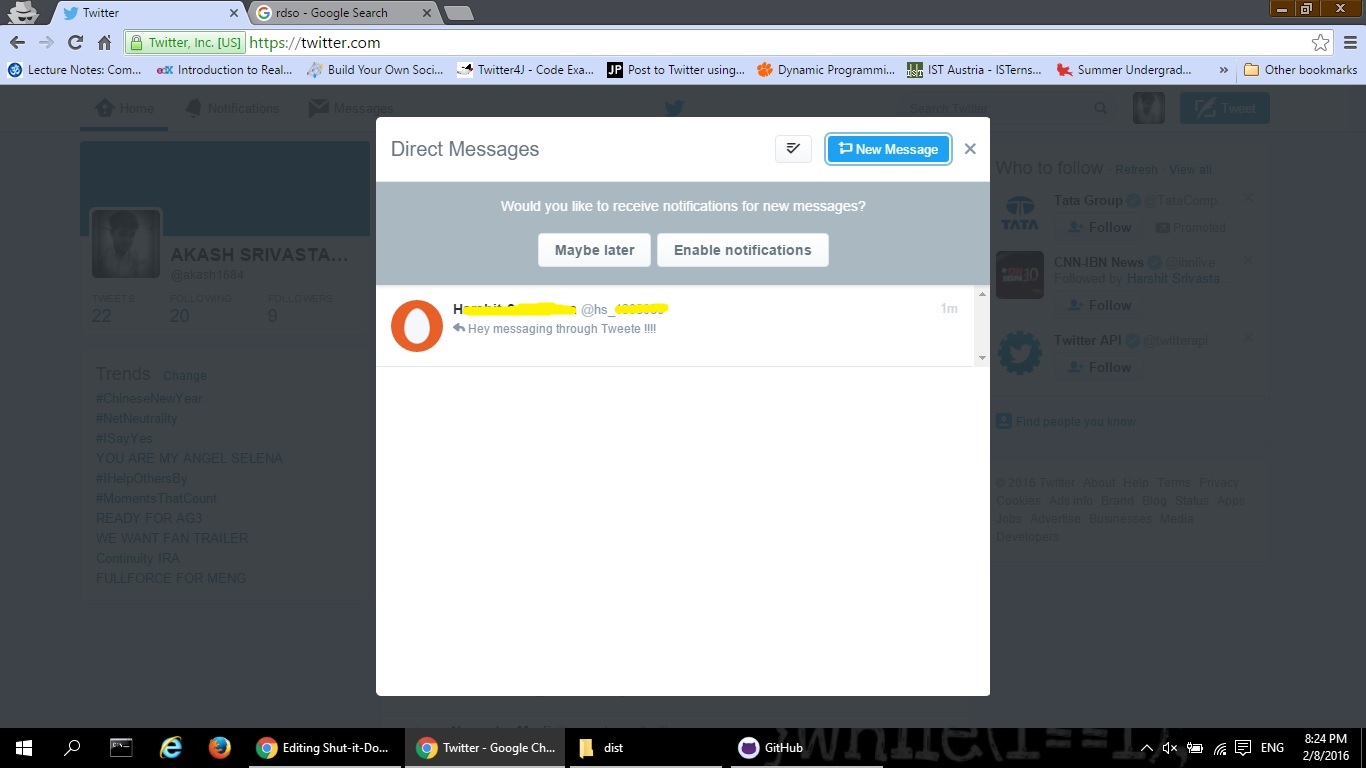 Twitter
rdso - Google Search
Twitter, Inc. [US] https://twitter.com
Lecture Notes: Com... Introduction to Real... Build Your Own Soci... Twitter4J - Code Exa... JP Post to Twitter using... Dynamic Programmi... IST IST Austria - ISTerns... Summer Undergrad... » Other bookmarks
Home Notifications Messages Search Twitter Tweet
Direct Messages New Message
Would you like to receive notifications for new messages?
Maybe later Enable notifications
@hs_ 1m
Hey messaging through Tweete !!!!
AKASH SRIVASTA...
@akash1684
TWEETS FOLLOWING FOLLOWERS
22 20 9
Trends Change
#ChineseNewYear
#NetNeutrality
#ISayYes
YOU ARE MY ANGEL SELENA
#IHelpOthersBy
#MomentsThatCount
READY FOR AG3
WE WANT FAN TRAILER
Continuity IRA
FULLFORCE FOR MENG
Who to follow · Refresh · View all
Tata Group @TataComp...
TATA
Follow Promoted
CNN-IBN News @ibnlive
Followed by Harshit Srivasta...
Follow
Twitter API @twitterapi
Follow
Find people you know
© 2016 Twitter About Help Terms Privacy
Cookies Ads info Brand Blog Status Apps
Jobs Advertise Businesses Media
Developers
while(1==1);
Editing Shut-it-Do... Twitter - Google Ch... dist GitHub ENG 8:24 PM
2/8/2016